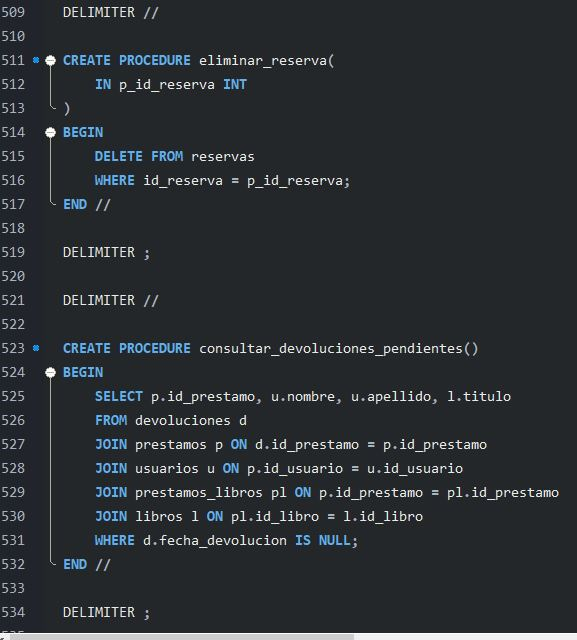 509 DELIMITER //
510
511 CREATE PROCEDURE eliminar_reserva(
512 IN p_id_reserva INT
513 )
514 BEGIN
515 DELETE FROM reservas
516 WHERE id_reserva = p_id_reserva;
517 END //
518
519 DELIMITER ;
520
521 DELIMITER //
522
523 CREATE PROCEDURE consultar_devoluciones_pendientes()
524 BEGIN
525 SELECT p.id_prestamo, u.nombre, u.apellido, l.titulo
526 FROM devoluciones d
527 JOIN prestamos p ON d.id_prestamo = p.id_prestamo
528 JOIN usuarios u ON p.id_usuario = u.id_usuario
529 JOIN prestamos_libros pl ON p.id_prestamo = pl.id_prestamo
530 JOIN libros l ON pl.id_libro = l.id_libro
531 WHERE d.fecha_devolucion IS NULL;
532 END //
533
534 DELIMITER ;